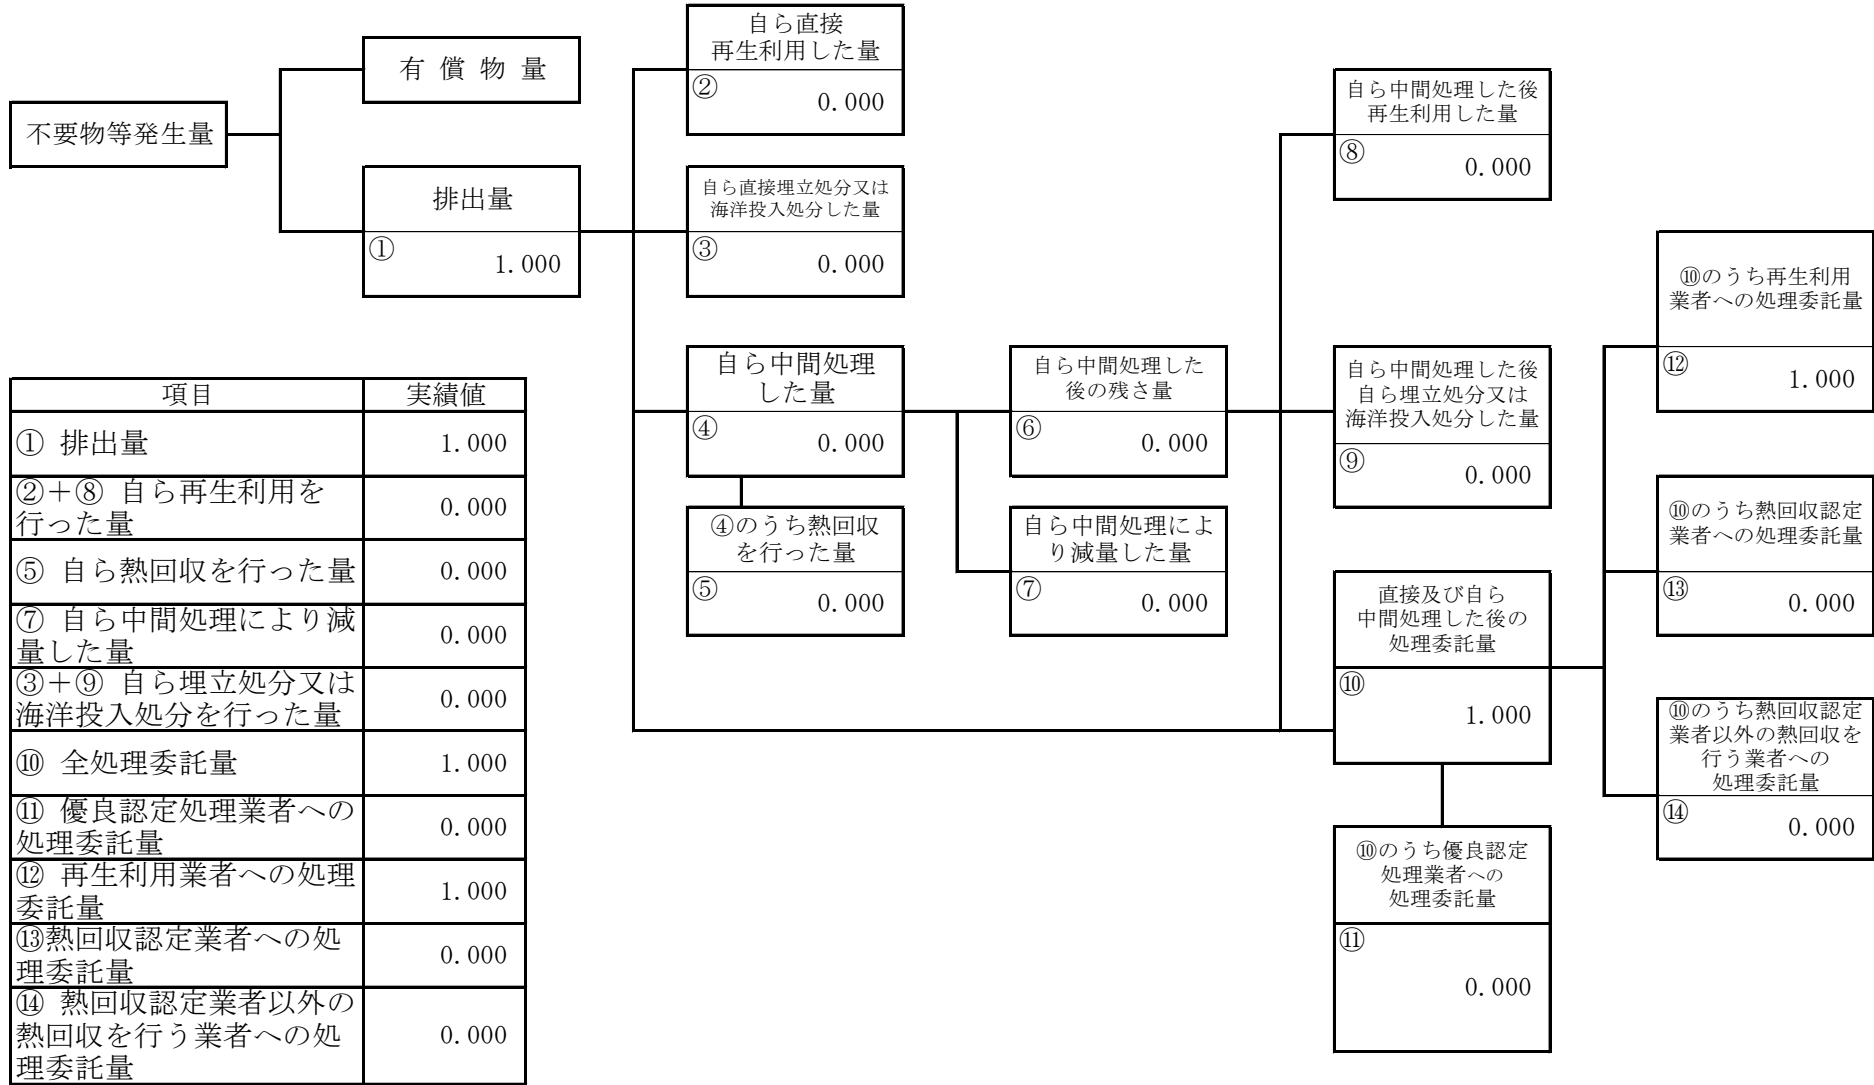 不要物等発生量
有 償 物 量
排出量
①
1.000
自ら直接
再生利用した量
②
0.000
自ら直接埋立処分又は
海洋投入処分した量
③
0.000
自ら中間処理
した量
④
0.000
④のうち熱回収
を行った量
⑤
0.000
自ら中間処理した
後の残さ量
⑥
0.000
自ら中間処理によ
り減量した量
⑦
0.000
自ら中間処理した後
再生利用した量
⑧
0.000
自ら中間処理した後
自ら埋立処分又は
海洋投入処分した量
⑨
0.000
直接及び自ら
中間処理した後の
処理委託量
⑩
1.000
⑩のうち優良認定
処理業者への
処理委託量
⑪
0.000
⑩のうち再生利用
業者への処理委託量
⑫
1.000
⑩のうち熱回収認定
業者への処理委託量
⑬
0.000
⑩のうち熱回収認定
業者以外の熱回収を
行う業者への
処理委託量
⑭
0.000
項目 実績値
① 排出量 1.000
②＋⑧ 自ら再生利用を
行った量 0.000
⑤ 自ら熱回収を行った量 0.000
⑦ 自ら中間処理により減
量した量 0.000
③＋⑨ 自ら埋立処分又は
海洋投入処分を行った量 0.000
⑩ 全処理委託量 1.000
⑪ 優良認定処理業者への
処理委託量 0.000
⑫ 再生利用業者への処理
委託量 1.000
⑬熱回収認定業者への処
理委託量 0.000
⑭ 熱回収認定業者以外の
熱回収を行う業者への処
理委託量 0.000